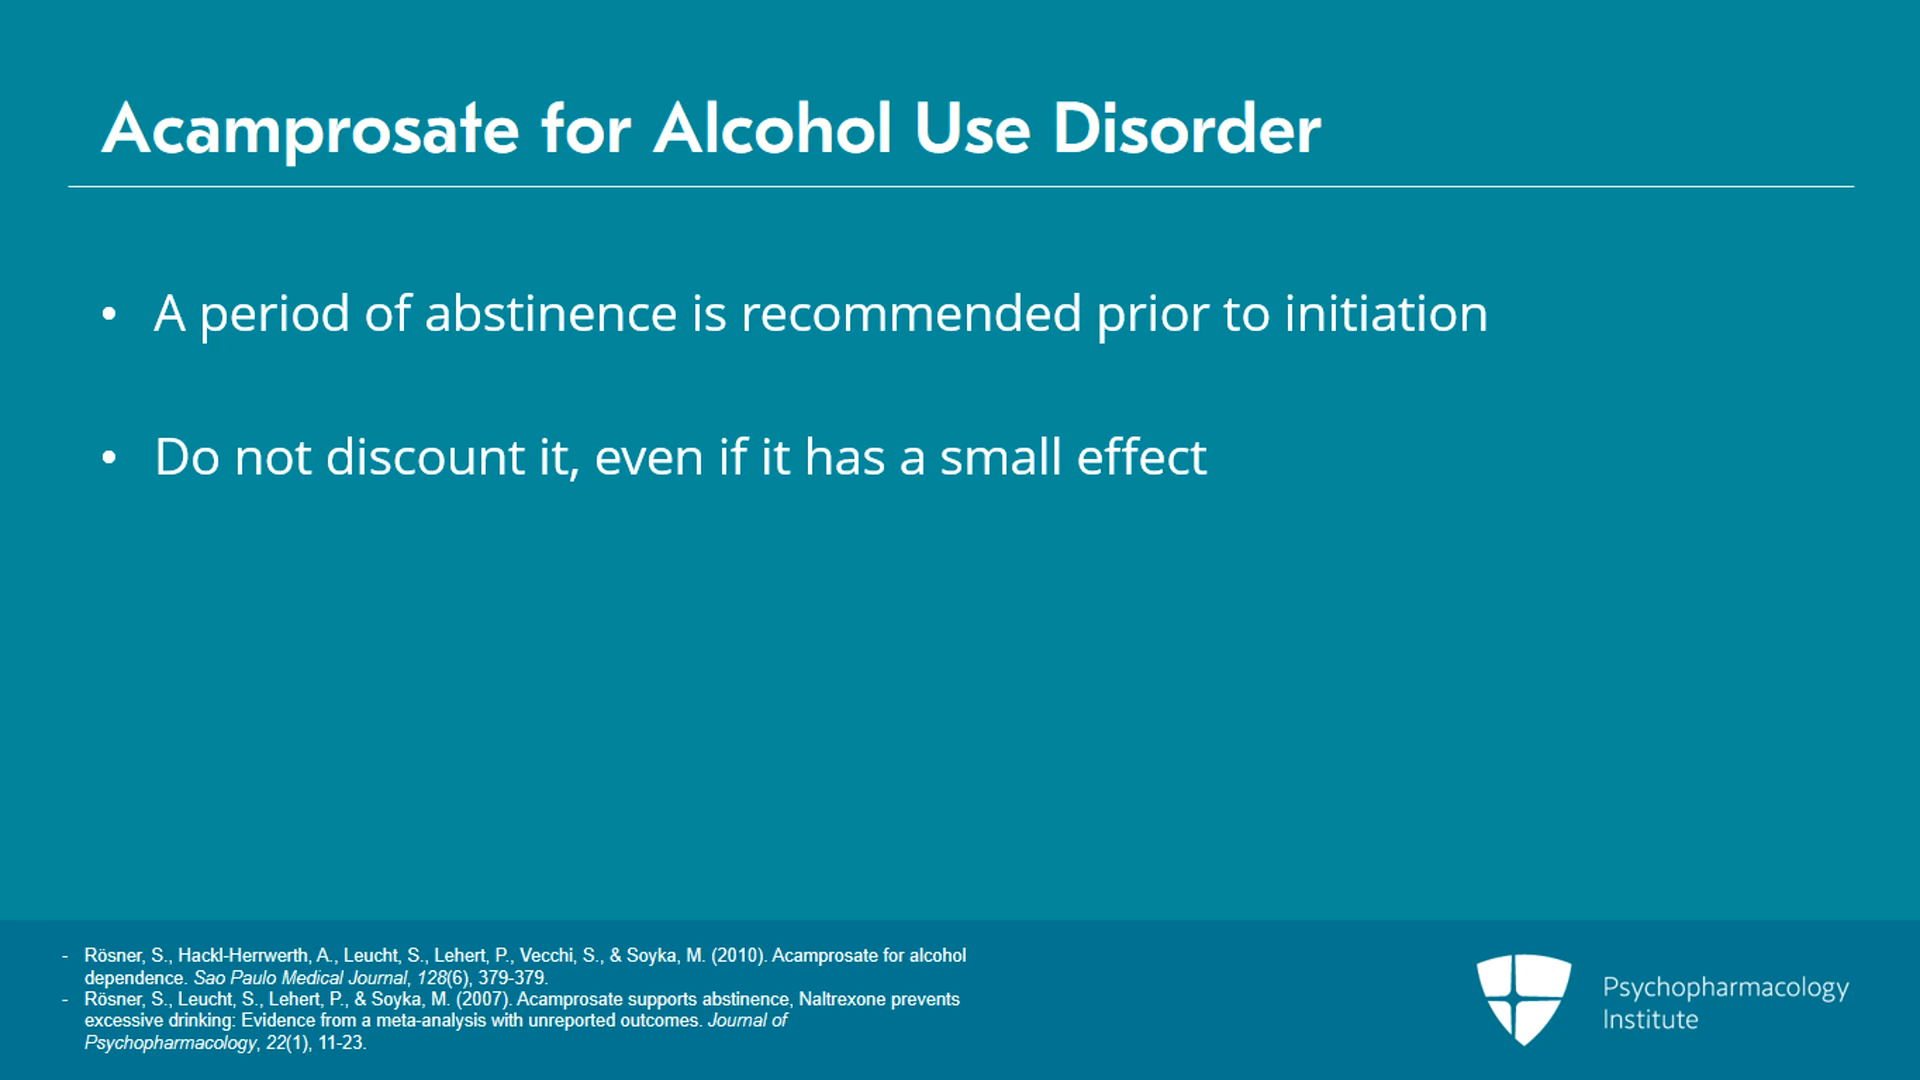 Acamprosate for Alcohol Use Disorder
• A period of abstinence is recommended prior to initiation
• Do not discount it, even if it has a small effect
- Rösner, S., Hackl-Herrwerth, A., Leucht, S., Lehert, P., Vecchi, S., & Soyka, M. (2010). Acamprosate for alcohol
dependence. Sao Paulo Medical Journal, 128(6), 379-379.
- Rösner, S., Leucht, S., Lehert, P., & Soyka, M. (2007). Acamprosate supports abstinence, Naltrexone prevents
excessive drinking: Evidence from a meta-analysis with unreported outcomes. Journal of
Psychopharmacology, 22(1), 11-23.
Psychopharmacology
Institute